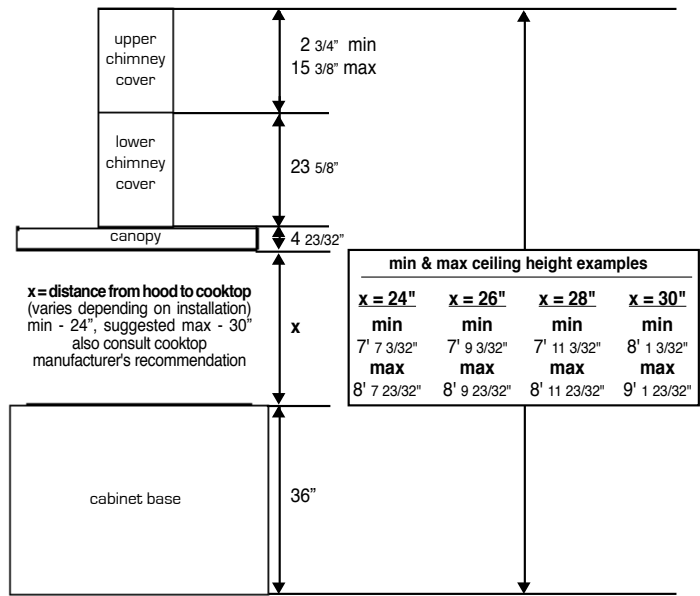 upper
chimney
cover
2 3/4” min
15 3/8” max
lower
chimney
cover
23 5/8”
canopy
4 23/32”
x = distance from hood to cooktop
(varies depending on installation)
min - 24”, suggested max - 30”
also consult cooktop
manufacturer's recommendation
x
min & max ceiling height examples
x = 24" x = 26" x = 28" x = 30"
min min min min
7' 7 3/32" 7' 9 3/32" 7' 11 3/32" 8' 1 3/32"
max max max max
8' 7 23/32" 8' 9 23/32" 8' 11 23/32" 9' 1 23/32"
cabinet base
36”